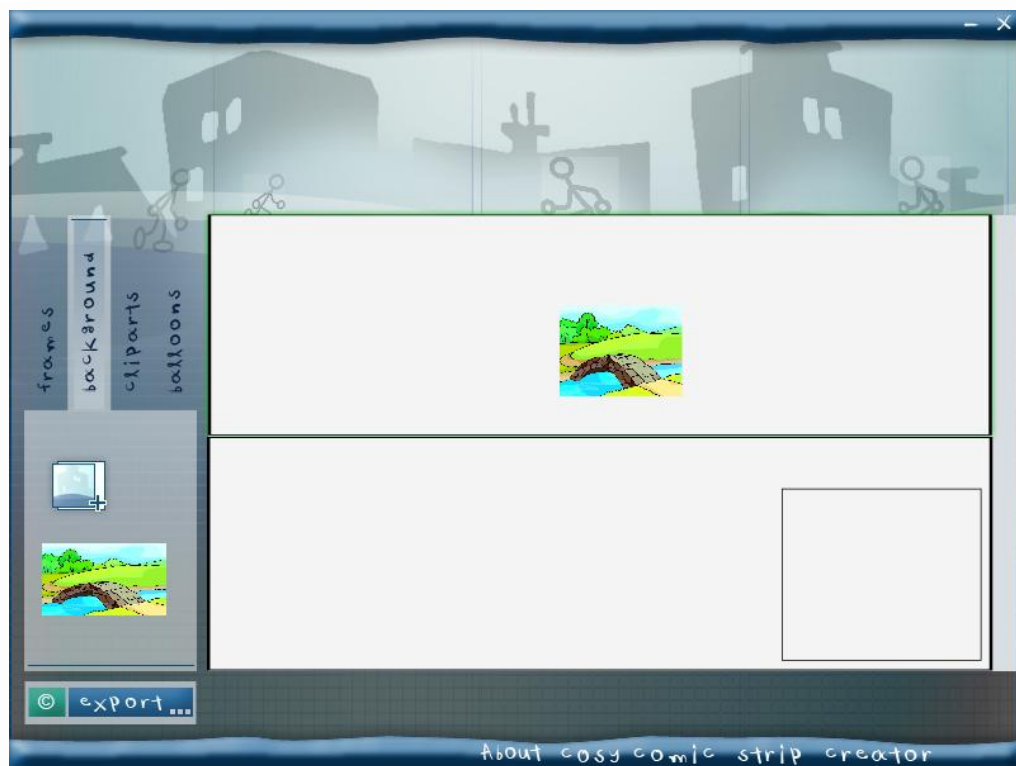 frames
background
cliparts
balloons
© export...
About cosy comic strip creator